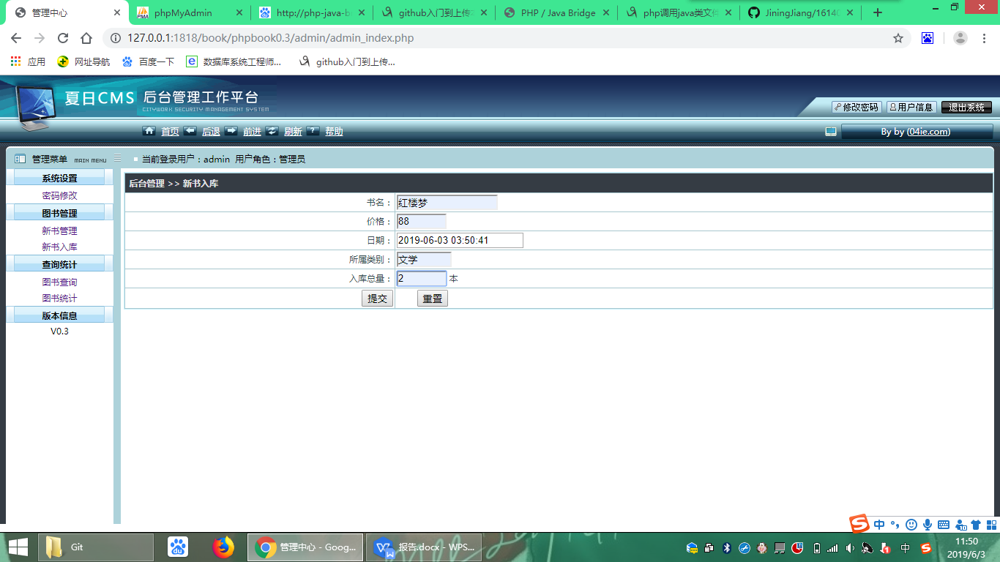 管理中心
phpMyAdmin
http://php-java-b
github入门到上传本
PHP / Java Bridge
php调用java类文件
JiningJiang/1614
127.0.0.1:1818/book/phpbook0.3/admin/admin_index.php
应用 网址导航 百度一下 数据库系统工程师... github入门到上传...
夏日CMS 后台管理工作平台
CITYWORK SECURITY MANAGEMENT SYSTEM
修改密码 用户信息 退出系统
首页 后退 前进 刷新 ? 帮助
By by (04ie.com)
管理菜单 MAIN MENU
当前登录用户：admin 用户角色：管理员
系统设置
密码修改
图书管理
新书管理
新书入库
查询统计
图书查询
图书统计
版本信息
V0.3
后台管理 >> 新书入库
书名： 红楼梦
价格： 88
日期： 2019-06-03 03:50:41
所属类别： 文学
入库总量： 2 本
提交 重置
中
Git
du
管理中心 - Goog...
报告.docx - WPS...
中
11:50
2019/6/3